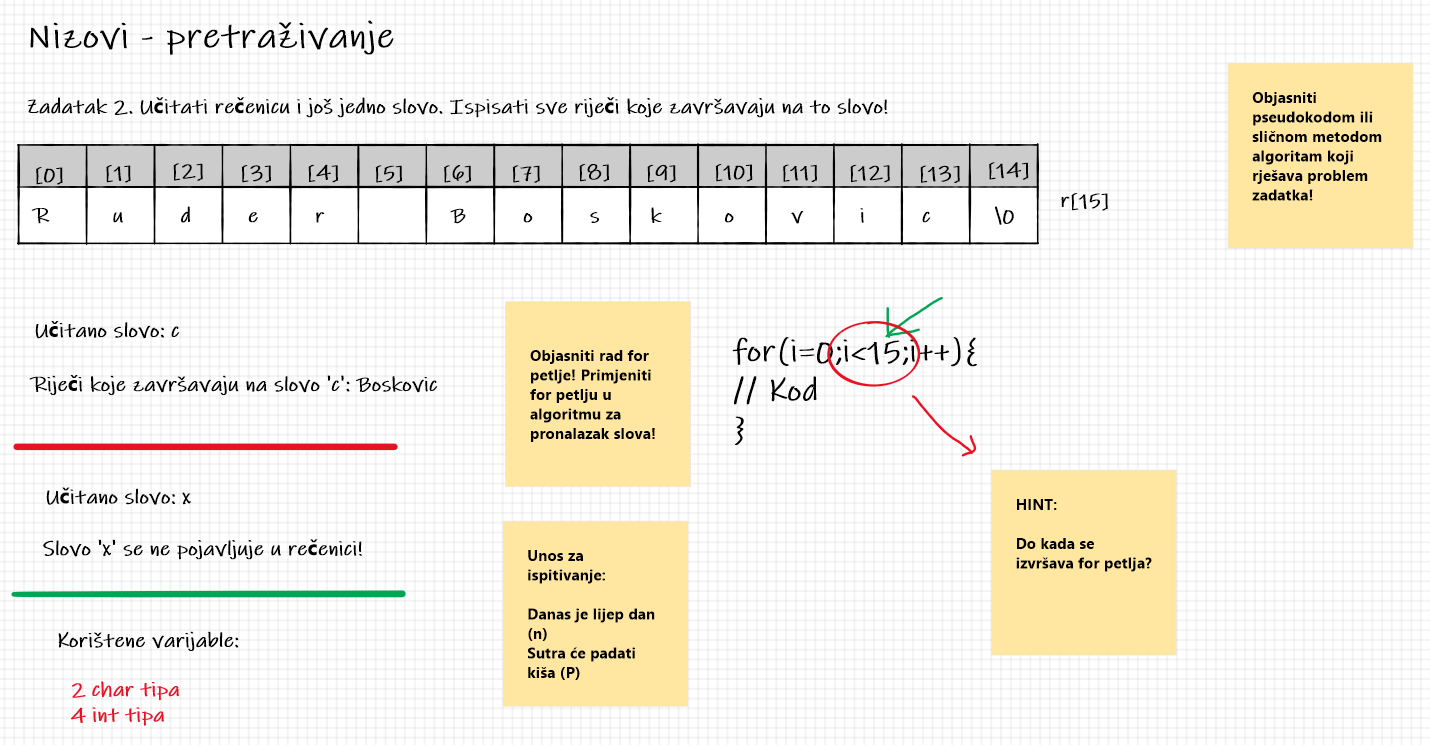 Nizovi - pretraživanje
Zadatak 2. Učitati rečenicu i još jedno slovo. Ispisati sve riječi koje završavaju na to slovo!
[0] [1] [2] [3] [4] [5] [6] [7] [8] [9] [10] [11] [12] [13] [14]
R u d e r B o s k o v i c \0
r[15]
Objasniti
pseudokodom ili
sličnom metodom
algoritam koji
rješava problem
zadatka!
Učitano slovo: c
Riječi koje završavaju na slovo 'c': Boskovic
Učitano slovo: x
Slovo 'x' se ne pojavljuje u rečenici!
Korištene varijable:
2 char tipa
4 int tipa
Objasniti rad for
petlje! Primjeniti
for petlju u
algoritmu za
pronalazak slova!
Unos za
ispitivanje:
Danas je lijep dan
(n)
Sutra će padati
kiša (P)
for(i=0;i<15;i++){
// Kod
}
HINT:
Do kada se
izvršava for petlja?